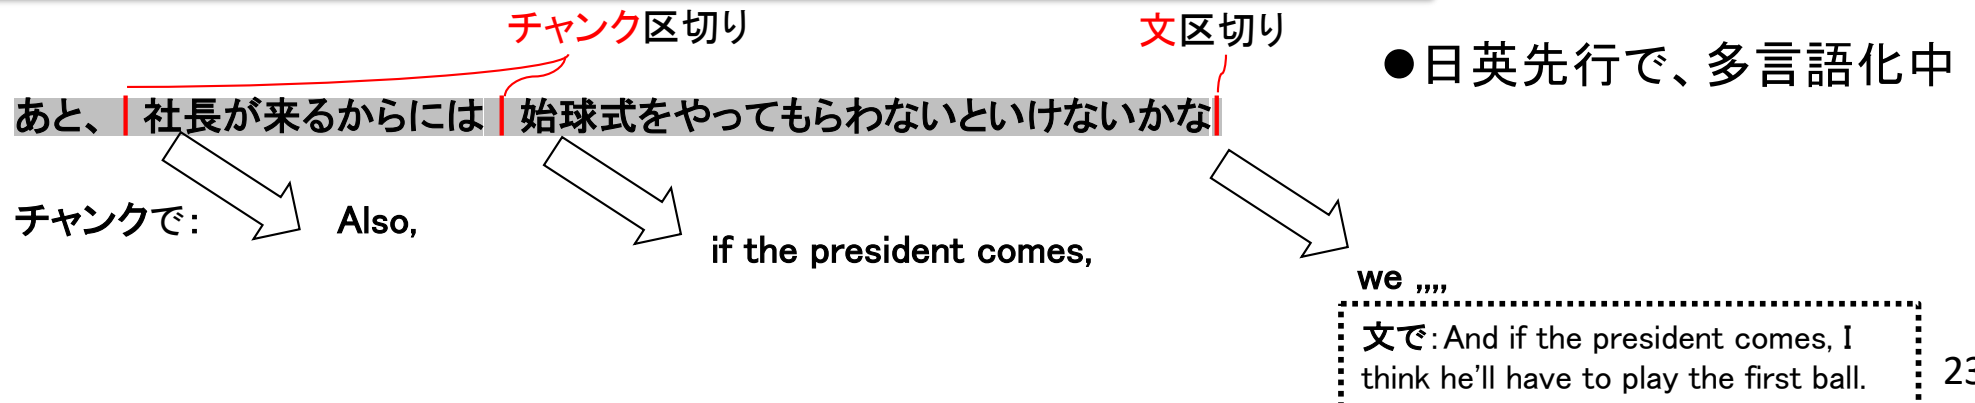 チャンク区切り
文区切り
●日英先行で、多言語化中
あと、| 社長が来るからには | 始球式をやってもらわないといけないかな|
チャンクで：
Also,
if the president comes,
we ,,,,
文で：And if the president comes, I
think he'll have to play the first ball.
23